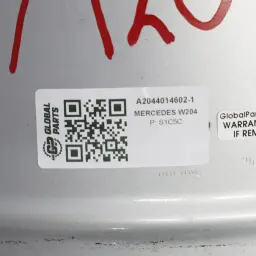 GLOBAL
PARTS
A2044014602-1
MERCEDES W204
P: S1C5C
GlobalPar
WARRAN
IF REM